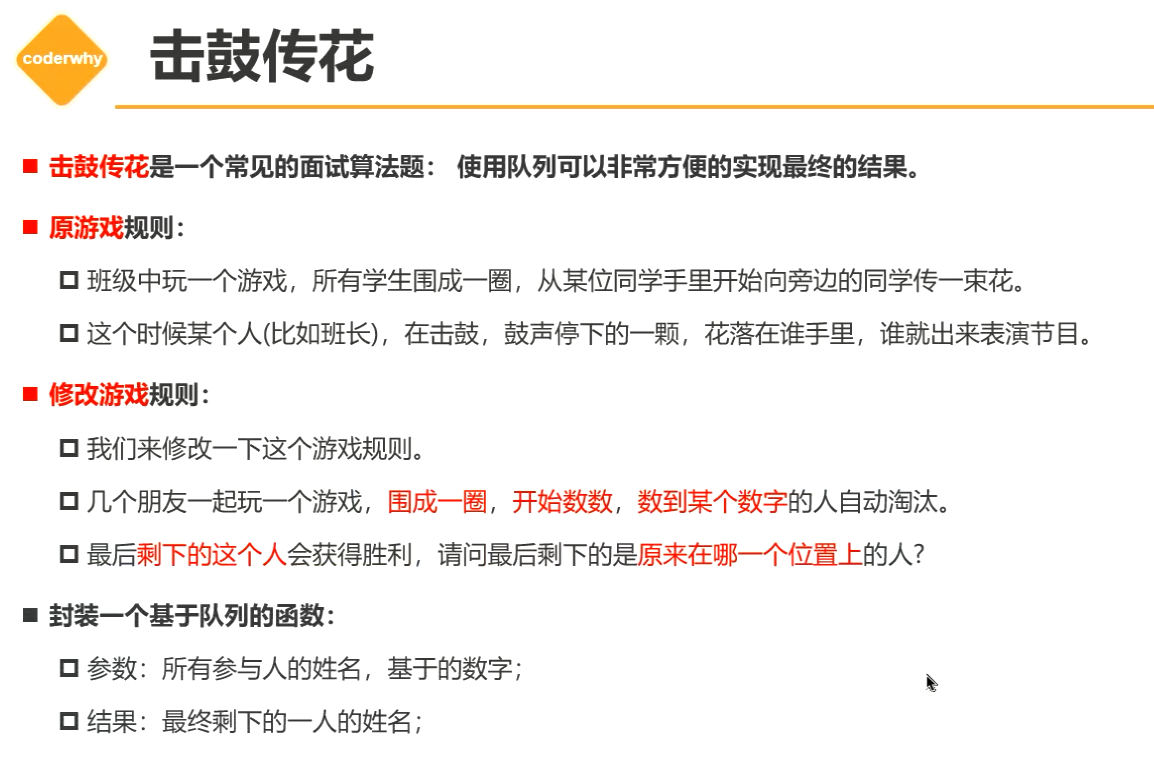 coderwhy
击鼓传花
击鼓传花是一个常见的面试算法题： 使用队列可以非常方便的实现最终的结果。
原游戏规则：
班级中玩一个游戏，所有学生围成一圈，从某位同学手里开始向旁边的同学传一束花。
这个时候某个人(比如班长)，在击鼓，鼓声停下的一颗，花落在谁手里，谁就出来表演节目。
修改游戏规则：
我们来修改一下这个游戏规则。
几个朋友一起玩一个游戏，围成一圈，开始数数，数到某个数字的人自动淘汰。
最后剩下的这个人会获得胜利，请问最后剩下的是原来在哪一个位置上的人?
封装一个基于队列的函数：
参数：所有参与人的姓名，基于的数字；
结果：最终剩下的一人的姓名；